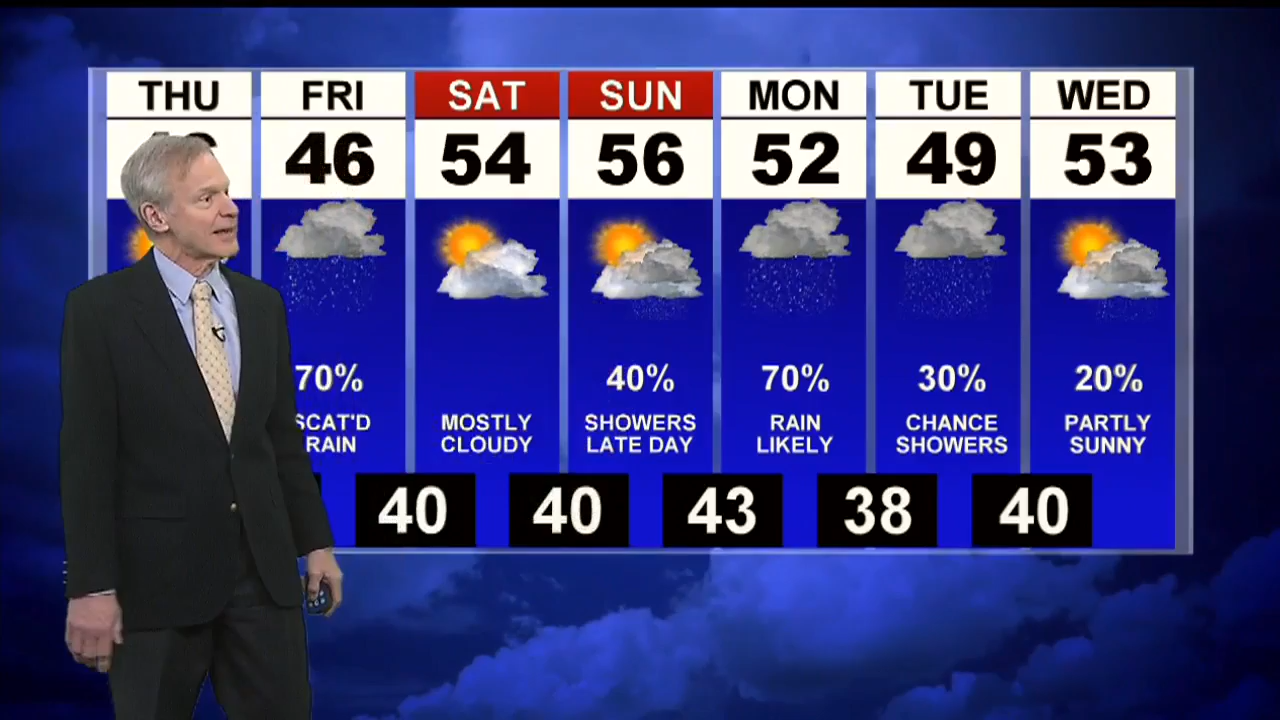 THU FRI SAT SUN MON TUE WED
46 54 56 52 49 53
70% 40% 70% 30% 20%
SCAT'D MOSTLY SHOWERS RAIN CHANCE PARTLY
RAIN CLOUDY LATE DAY LIKELY SHOWERS SUNNY
40 40 43 38 40